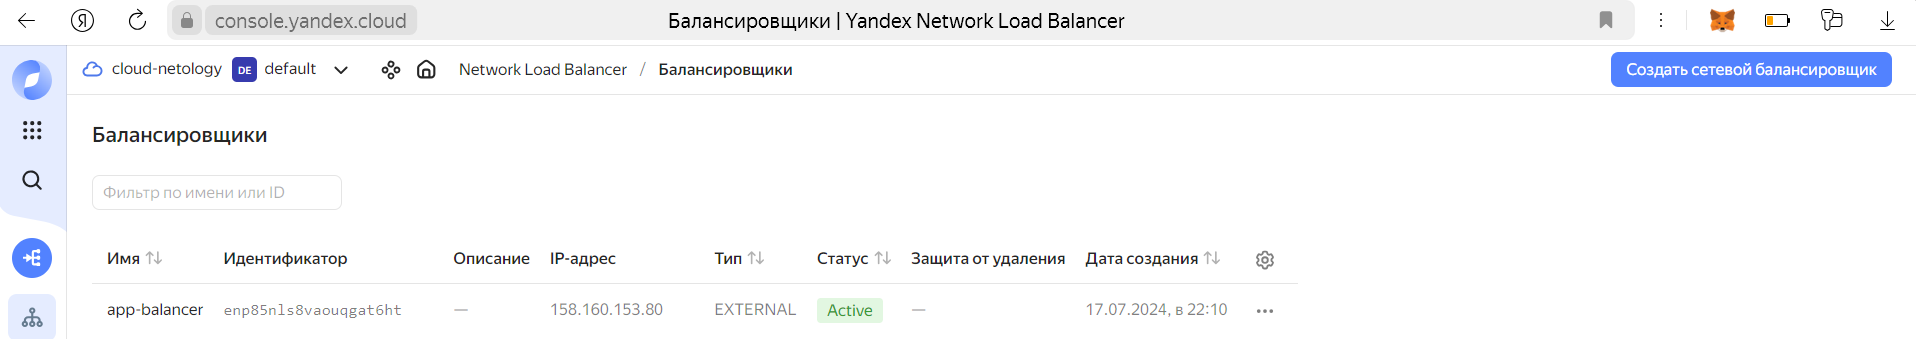 Я console.yandex.cloud Балансировщики | Yandex Network Load Balancer
cloud-netology DE default Network Load Balancer / Балансировщики Создать сетевой балансировщик
Балансировщики
Фильтр по имени или ID
Имя Идентификатор Описание IP-адрес Тип Статус Защита от удаления Дата создания
app-balancer enp85nls8vaouqgat6ht — 158.160.153.80 EXTERNAL Active — 17.07.2024, в 22:10